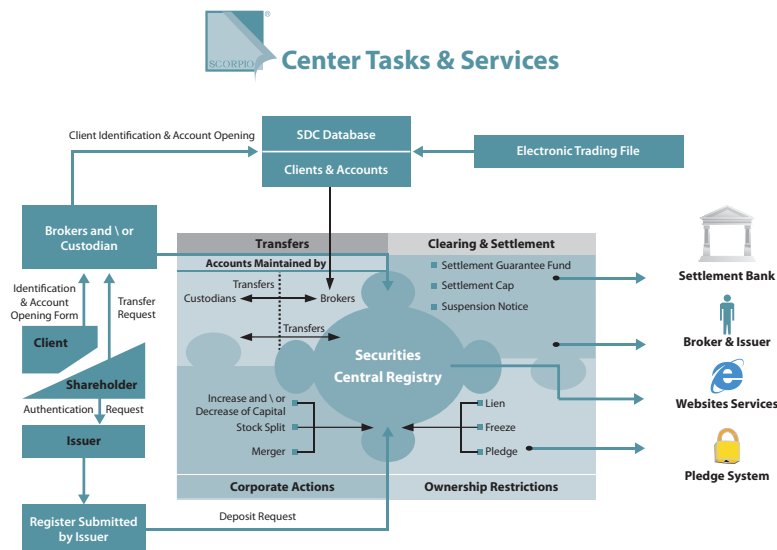 SCORPIO
®
Center Tasks & Services
Client Identification & Account Opening
SDC Database
Clients & Accounts
Electronic Trading File
Brokers and \ or
Custodian
Transfers
Clearing & Settlement
Accounts Maintained by
Transfers
Custodians
Brokers
Transfers
Settlement Guarantee Fund
Settlement Cap
Suspension Notice
Settlement Bank
Identification
& Account
Opening Form
Transfer
Request
Client
Shareholder
Authentication
Request
Issuer
Register Submitted
by Issuer
Deposit Request
Securities
Central Registry
Broker & Issuer
Websites Services
Increase and \ or
Decrease of Capital
Stock Split
Merger
Lien
Freeze
Pledge
Pledge System
Corporate Actions
Ownership Restrictions